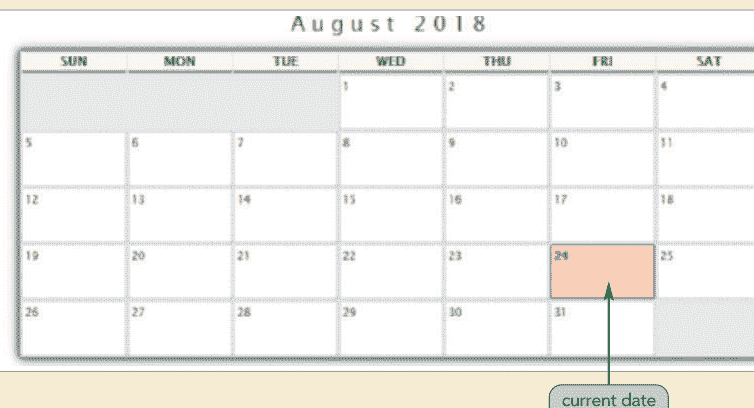 August 2018
SUN MON TUE WED THU FRI SAT
1 2 3 4
5 6 7 8 9 10 11
12 13 14 15 16 17 18
19 20 21 22 23 24 25
26 27 28 29 30 31
current date